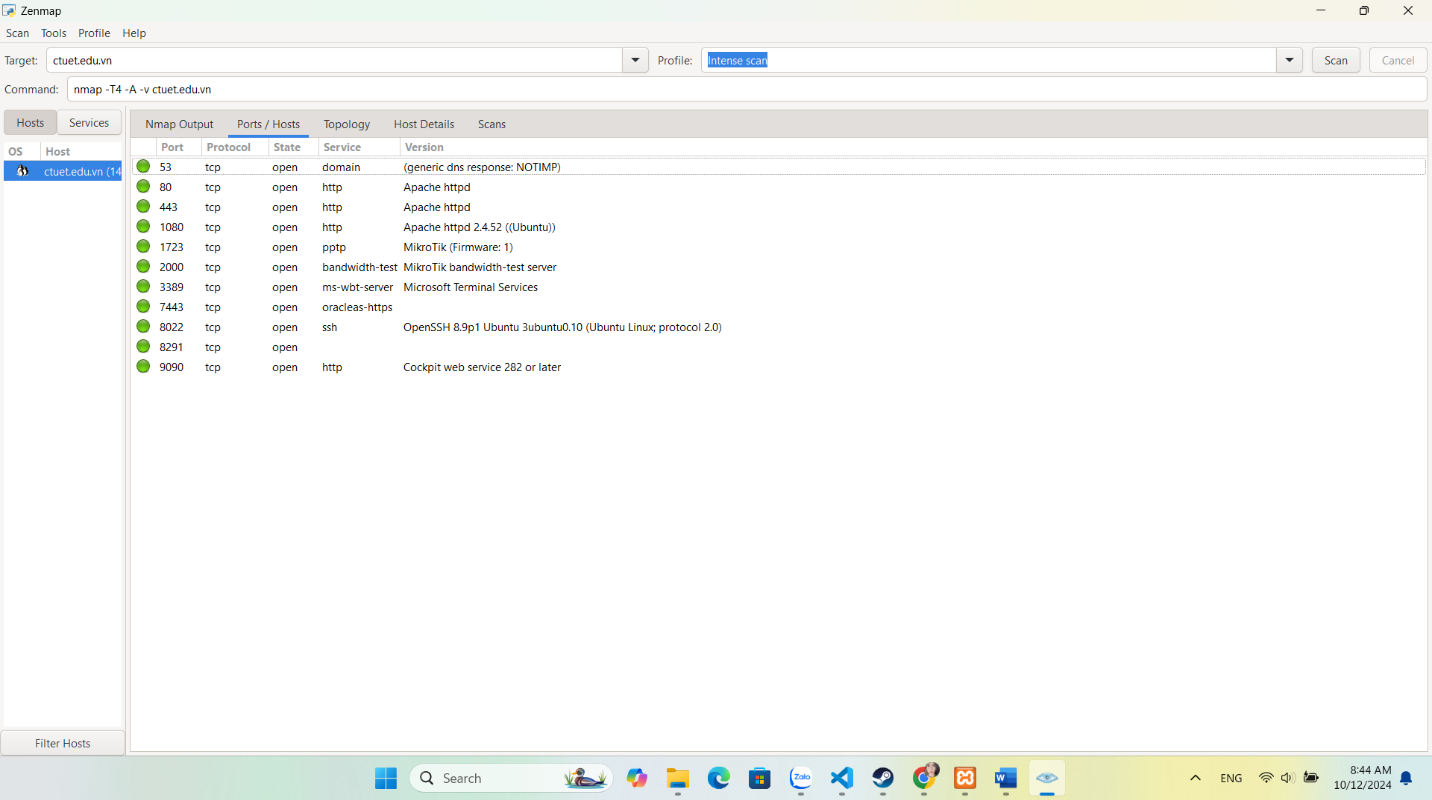 Zenmap
Scan Tools Profile Help
Target: ctuet.edu.vn Profile: Intense scan Scan Cancel
Command: nmap -T4 -A -v ctuet.edu.vn
Hosts Services Nmap Output Ports / Hosts Topology Host Details Scans
OS Host Port Protocol State Service Version
ctuet.edu.vn (14
53 tcp open domain (generic dns response: NOTIMP)
80 tcp open http Apache httpd
443 tcp open http Apache httpd
1080 tcp open http Apache httpd 2.4.52 ((Ubuntu))
1723 tcp open pptp MikroTik (Firmware: 1)
2000 tcp open bandwidth-test MikroTik bandwidth-test server
3389 tcp open ms-wbt-server Microsoft Terminal Services
7443 tcp open oracleas-https
8022 tcp open ssh OpenSSH 8.9p1 Ubuntu 3ubuntu0.10 (Ubuntu Linux; protocol 2.0)
8291 tcp open
9090 tcp open http Cockpit web service 282 or later
Filter Hosts
Search Zalo ENG 8:44 AM
10/12/2024